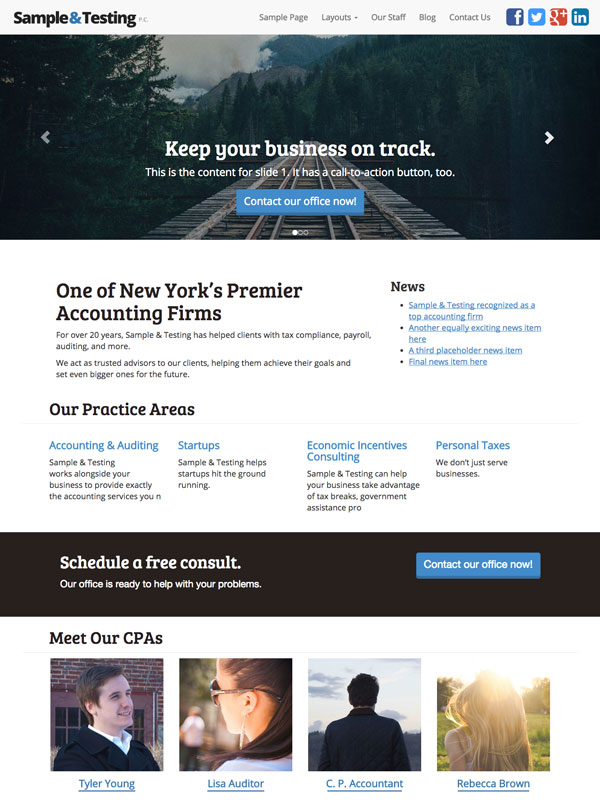 Sample&Testing P.C.
Sample Page Layouts Our Staff Blog Contact Us
Keep your business on track.
This is the content for slide 1. It has a call-to-action button, too.
Contact our office now!
One of New York's Premier
Accounting Firms
For over 20 years, Sample & Testing has helped clients with tax compliance, payroll,
auditing, and more.
We act as trusted advisors to our clients, helping them achieve their goals and
set even bigger ones for the future.
News
Sample & Testing recognized as a
top accounting firm
Another equally exciting news item
here
A third placeholder news item
Final news item here
Our Practice Areas
Accounting & Auditing
Sample & Testing
works alongside your
business to provide exactly
the accounting services you n
Startups
Sample & Testing helps
startups hit the ground
running.
Economic Incentives
Consulting
Sample & Testing can help
your business take advantage
of tax breaks, government
assistance pro
Personal Taxes
We don't just serve
businesses.
Schedule a free consult.
Our office is ready to help with your problems.
Contact our office now!
Meet Our CPAs
Tyler Young
Lisa Auditor
C. P. Accountant
Rebecca Brown